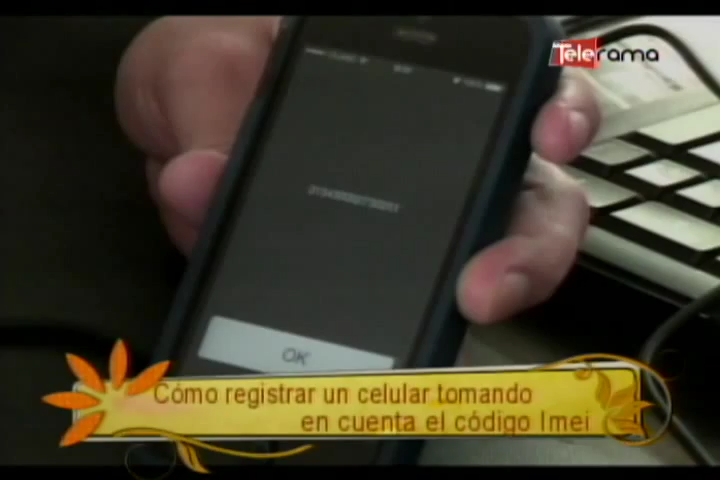 Telerama
OK
Cómo registrar un celular tomando
en cuenta el código Imei